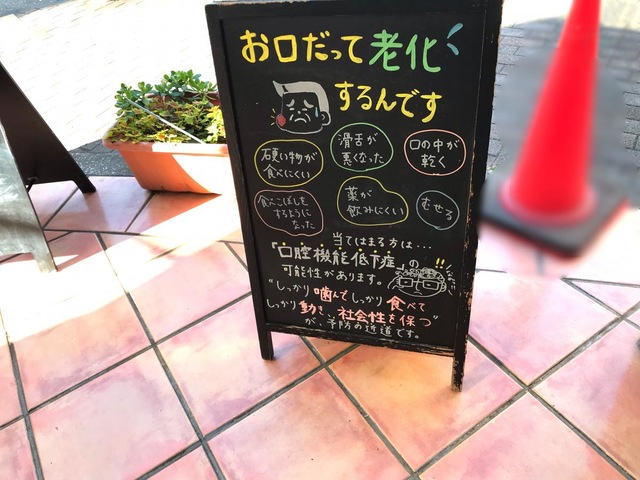 お口だって老化
するんです
硬い物が
食べにくい
滑舌が
悪くなった
口の中が
乾く
食べこぼしを
するように
なった
薬が
飲みにくい
むせる
当てはまる方は…
「口腔機能低下症」の
可能性があります。
!!
"しっかり噛んでしっかり食べて
しっかり動き、社会性を保つ"
が、予防の近道です。